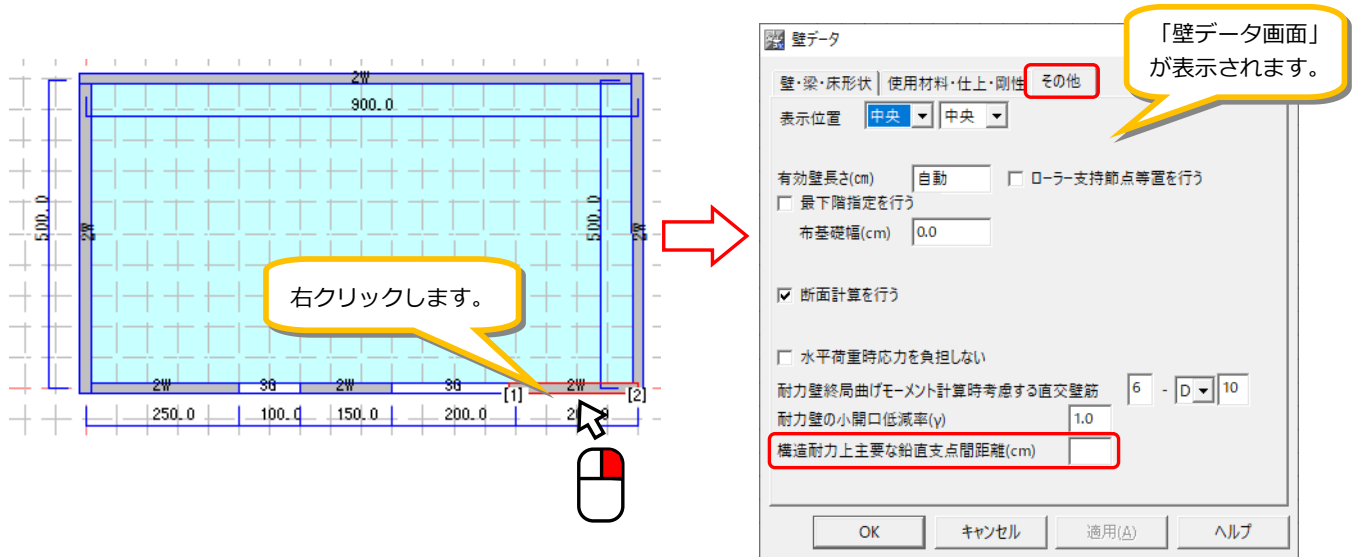 2W
900.0
500.0
2W
500.0
2W
右クリックします。
2W
3G
2W
3G
[1]
2W
[2]
250.0
100.0
150.0
200.0
壁データ
「壁データ画面」
が表示されます。
壁・梁・床形状
使用材料・仕上・剛性
その他
表示位置 中央 中央
有効壁長さ(cm) 自動 ローラー支持節点等置を行う
最下階指定を行う
布基礎幅(cm) 0.0
断面計算を行う
水平荷重時応力を負担しない
耐力壁終局曲げモーメント計算時考慮する直交壁筋 6 - D 10
耐力壁の小開口低減率(γ) 1.0
構造耐力上主要な鉛直支点間距離(cm)
OK キャンセル 適用(A) ヘルプ